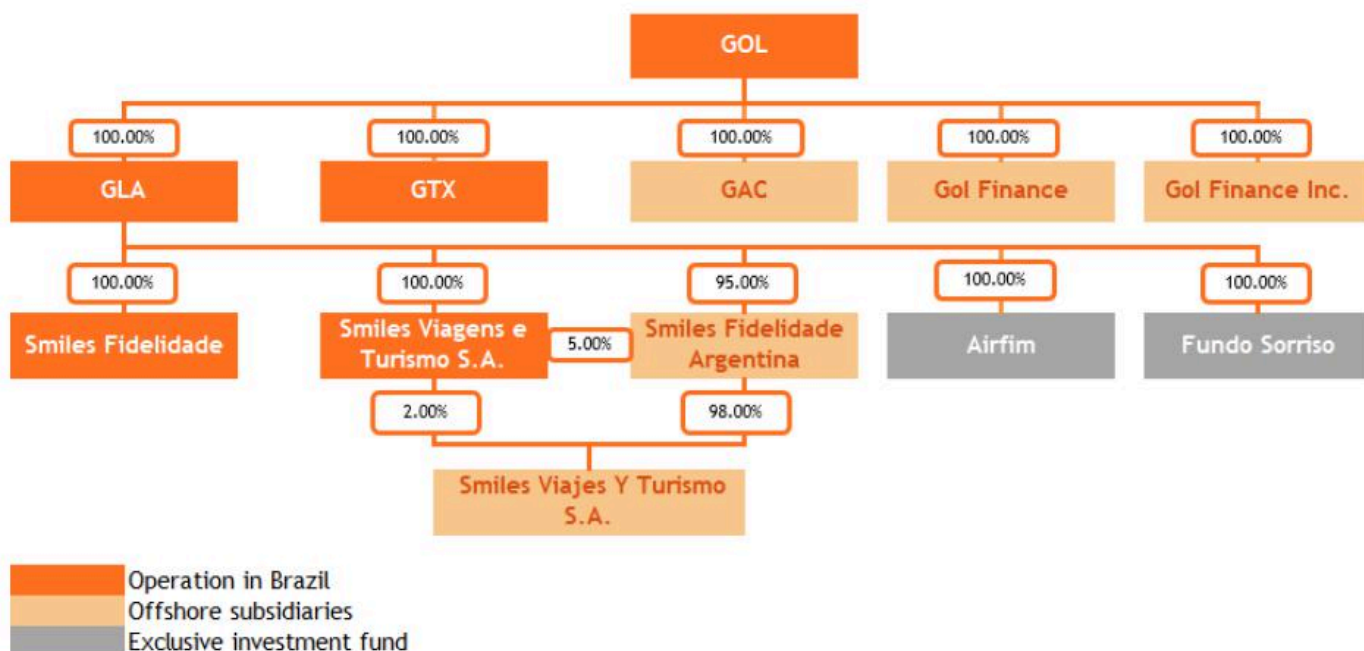 GOL
100.00%
100.00%
100.00%
100.00%
100.00%
GLA
GTX
GAC
Gol Finance
Gol Finance Inc.
100.00%
100.00%
95.00%
100.00%
100.00%
Smiles Fidelidade
Smiles Viagens e
Turismo S.A.
5.00%
Smiles Fidelidade
Argentina
Airfim
Fundo Sorriso
2.00%
98.00%
Smiles Viajes Y Turismo
S.A.
Operation in Brazil
Offshore subsidiaries
Exclusive investment fund